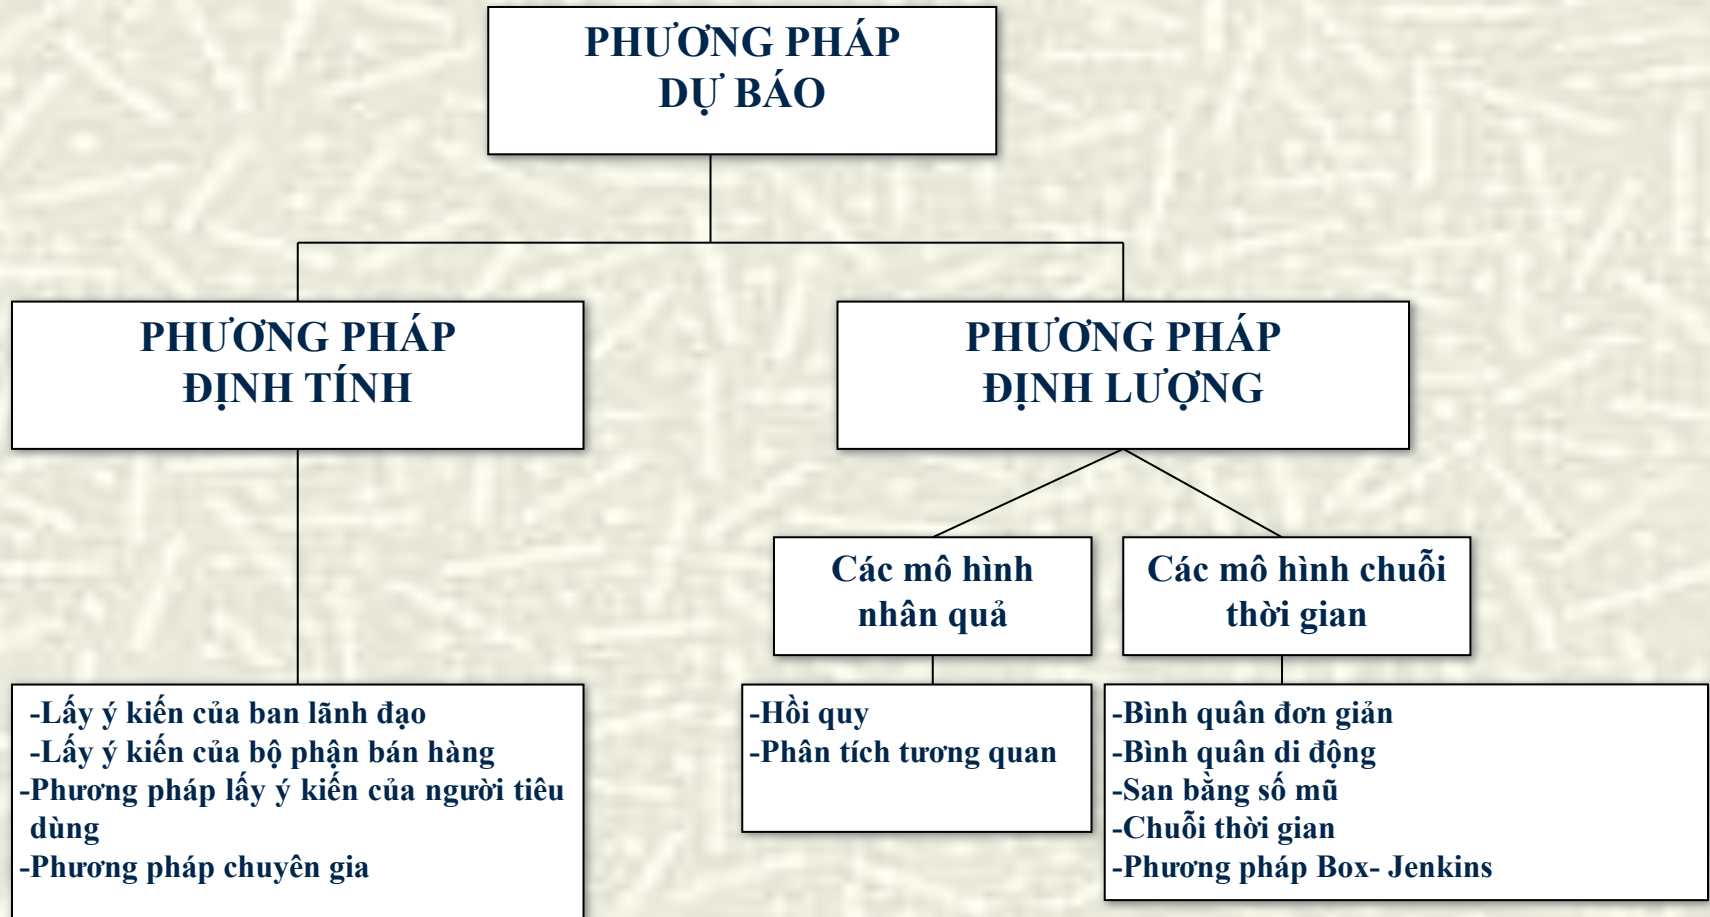 PHƯƠNG PHÁP
DỰ BÁO
PHƯƠNG PHÁP
ĐỊNH TÍNH
PHƯƠNG PHÁP
ĐỊNH LƯỢNG
Các mô hình
nhân quả
Các mô hình chuỗi
thời gian
-Lấy ý kiến của ban lãnh đạo
-Lấy ý kiến của bộ phận bán hàng
-Phương pháp lấy ý kiến của người tiêu
dùng
-Phương pháp chuyên gia
-Hồi quy
-Phân tích tương quan
-Bình quân đơn giản
-Bình quân di động
-San bằng số mũ
-Chuỗi thời gian
-Phương pháp Box- Jenkins